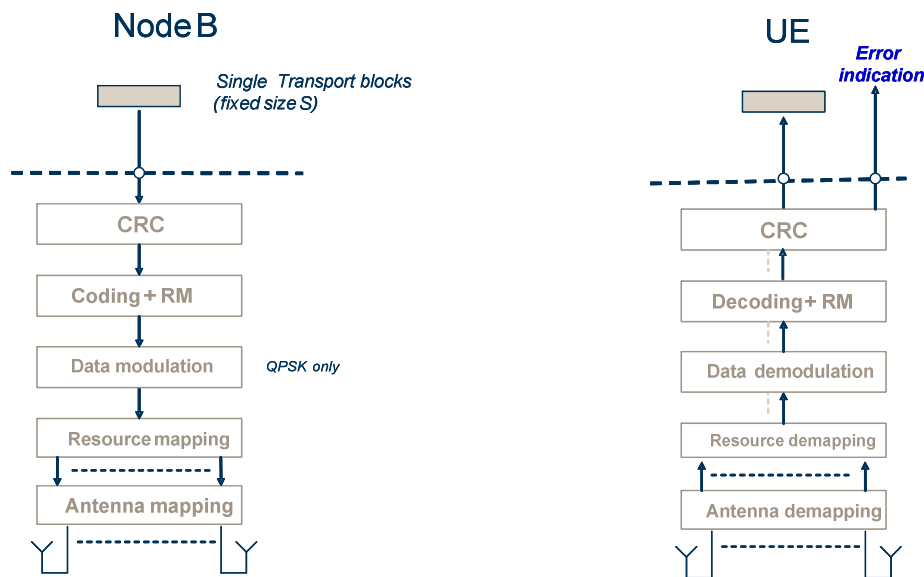 Node B
Single Transport blocks
(fixed size S)
CRC
Coding + RM
Data modulation
QPSK only
Resource mapping
Antenna mapping
UE
Error
indication
CRC
Decoding + RM
Data demodulation
Resource demapping
Antenna demapping